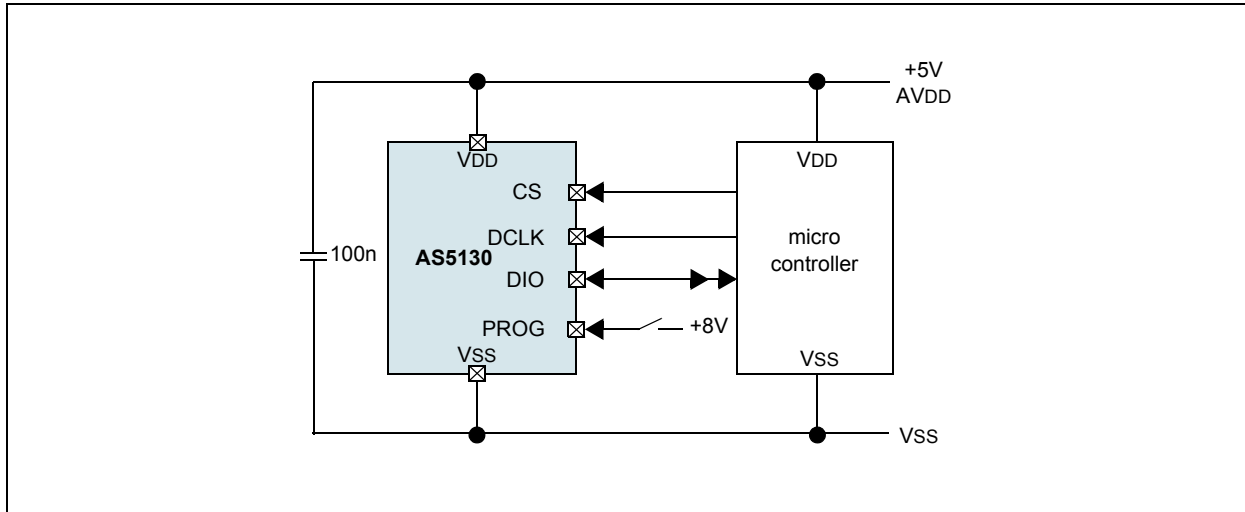 +5V
AVDD
VDD
VDD
CS
DCLK
100n
AS5130
micro
controller
DIO
PROG
+8V
VSS
VSS
VSS